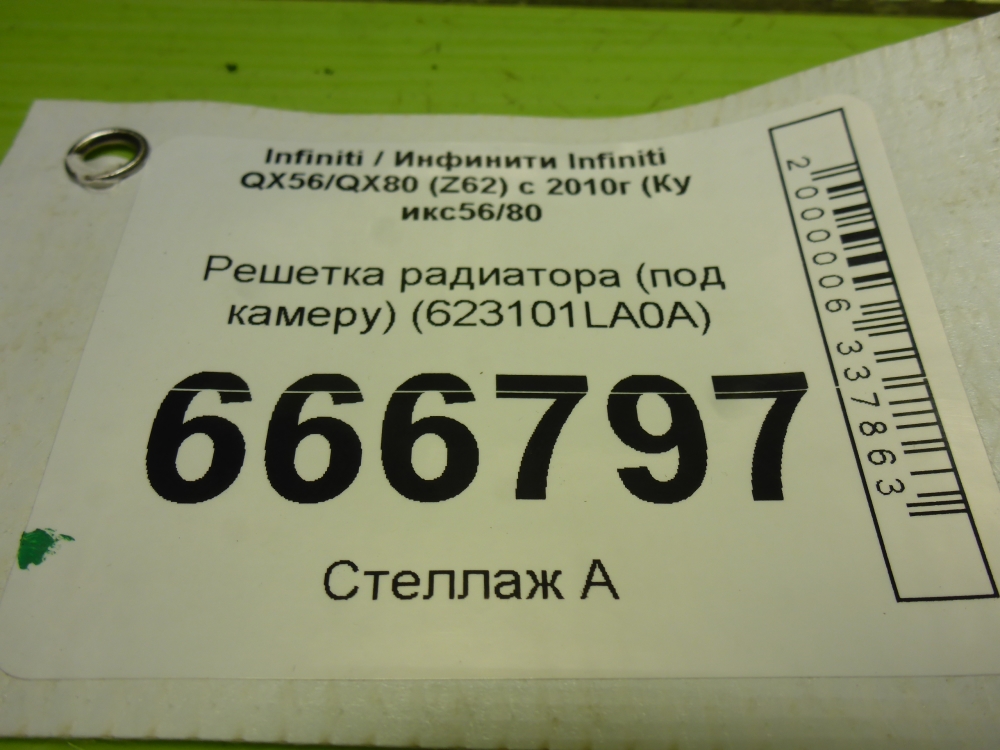 Infiniti / Инфинити Infiniti
QX56/QX80 (Z62) с 2010г (Ку
икс56/80
Решетка радиатора (под
камеру) (623101LA0A)
666797
Стеллаж А
2000006337863